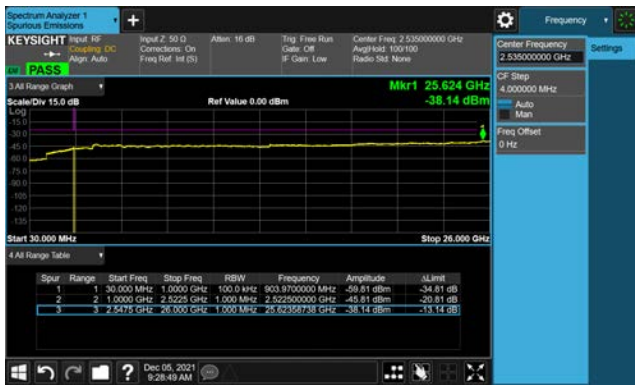 Spectrum Analyzer 1
Spurious Emissions
Frequency
KEYSIGHT
Input: RF
Coupling: DC
Align: Auto
Input Z: 50 Ω
Corrections: On
Freq Ref: Int (S)
Atten: 16 dB
Trig: Free Run
Gate: Off
IF Gain: Low
Center Freq: 2.535000000 GHz
Avg|Hold: 100/100
Radio Std: None
PASS
Center Frequency
2.535000000 GHz
Settings
CF Step
4.000000 MHz
Auto
Man
Freq Offset
0 Hz
3 All Range Graph
Mkr1 25.624 GHz
Scale/Div 15.0 dB
Ref Value 0.00 dBm
-38.14 dBm
Log
-15.0
-30.0
-45.0
-60.0
-75.0
-90.0
-105
-120
-135
1
Start 30.000 MHz
Stop 26.000 GHz
4 All Range Table
Spur Range Start Freq Stop Freq RBW Frequency Amplitude ΔLimit
1 1 30.000 MHz 1.0000 GHz 100.0 kHz 903.9700000 MHz -59.81 dBm -34.81 dB
2 2 1.0000 GHz 2.5225 GHz 1.000 MHz 2.522500000 GHz -45.81 dBm -20.81 dB
3 3 2.5475 GHz 26.000 GHz 1.000 MHz 25.62358738 GHz -38.14 dBm -13.14 dB
Dec 05, 2021
9:28:49 AM